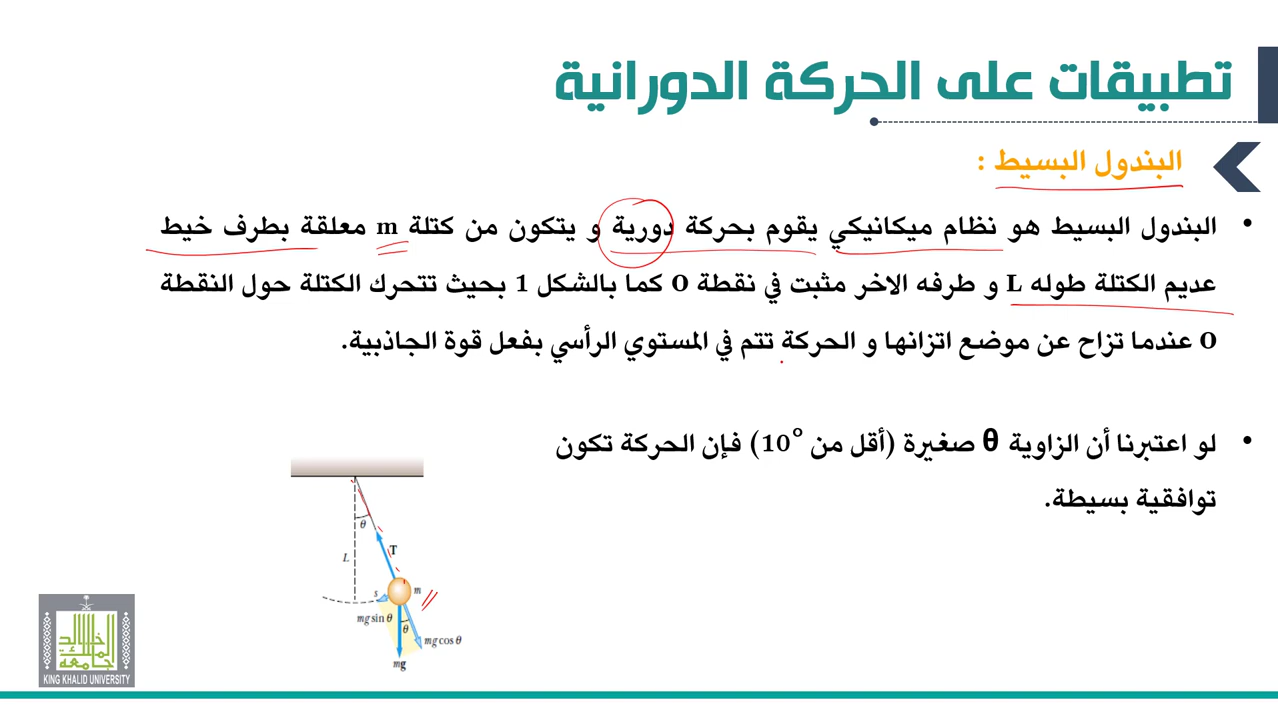 تطبيقات على الحركة الدورانية
البندول البسيط :
• البندول البسيط هو نظام ميكانيكي يقوم بحركة دورية و يتكون من كتلة m معلقة بطرف خيط
عديم الكتلة طوله L و طرفه الاخر مثبت في نقطة O كما بالشكل 1 بحيث تتحرك الكتلة حول النقطة
O عندما تزاح عن موضع اتزانها و الحركة تتم في المستوي الرأسي بفعل قوة الجاذبية.
• لو اعتبرنا أن الزاوية θ صغيرة (أقل من 10°) فإن الحركة تكون
توافقية بسيطة.
θ
L
T
s
m
mg sin θ
θ
mg cos θ
mg
جامعة الملك خالد
KING KHALID UNIVERSITY